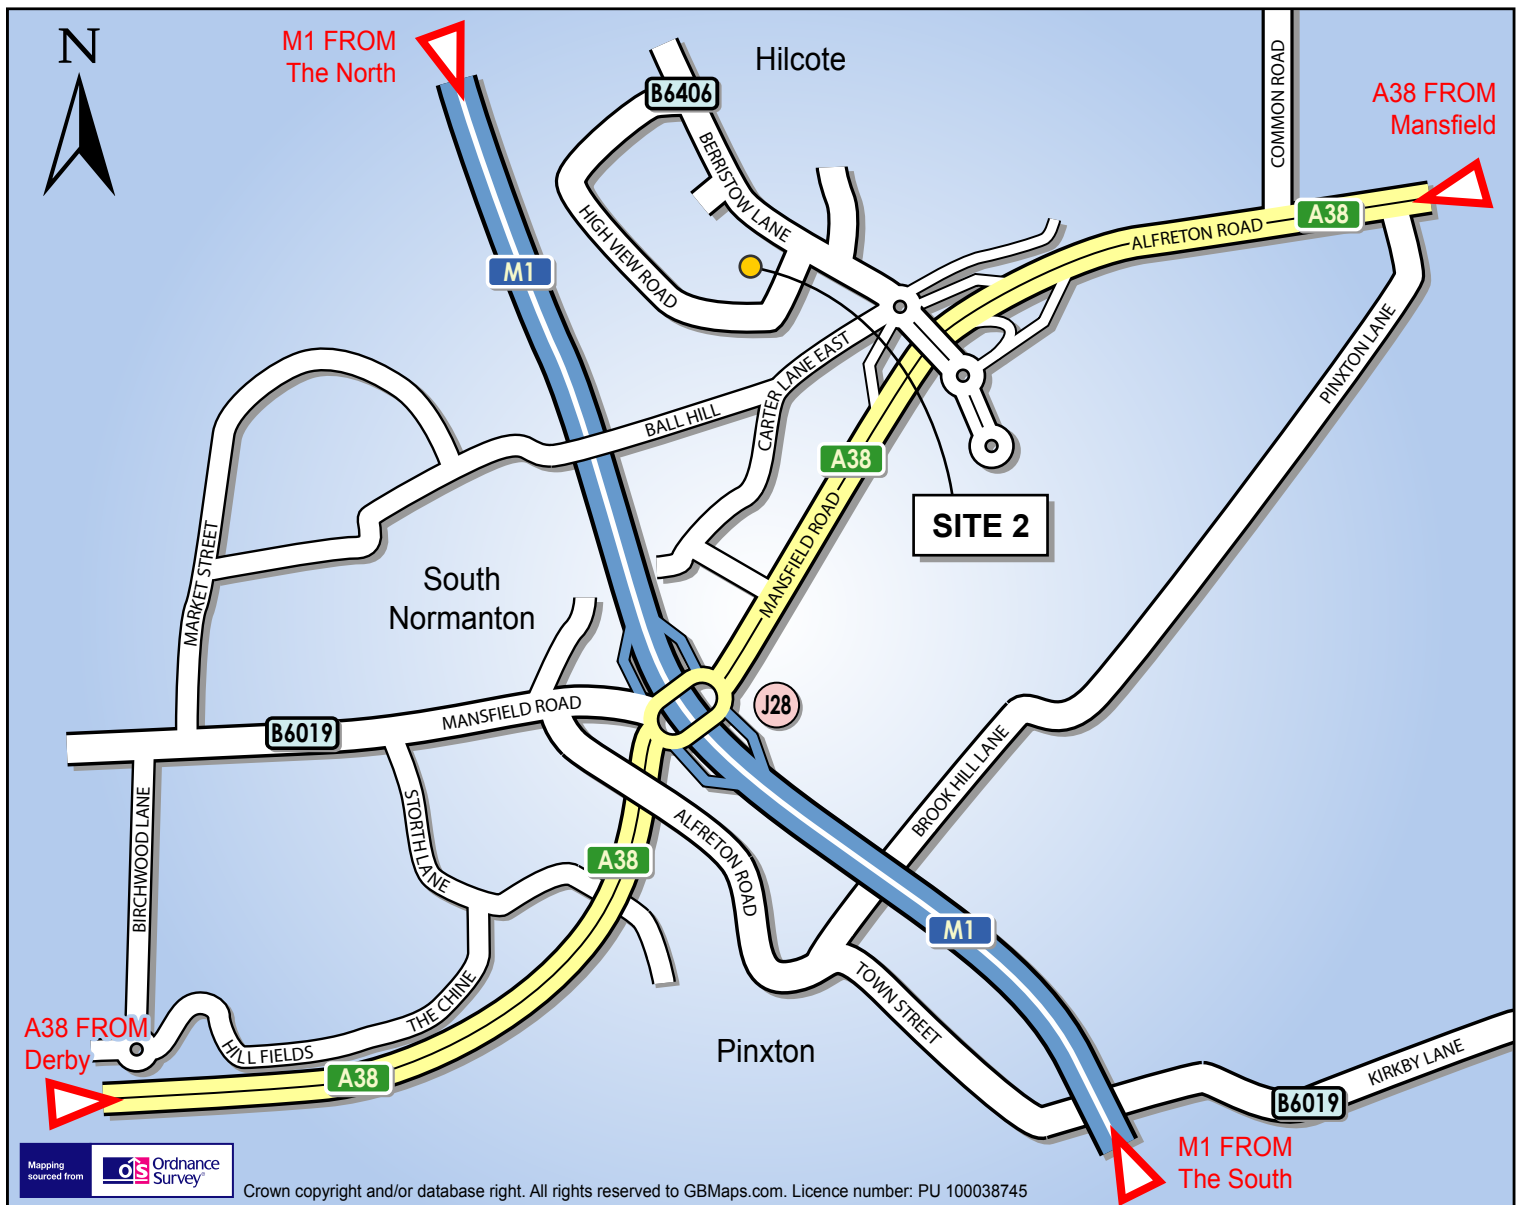 N
M1 FROM
The North
Hilcote
B6406
COMMON ROAD
A38 FROM
Mansfield
BERRISTOW LANE
HIGH VIEW ROAD
A38
ALFRETON ROAD
M1
PINXTON LANE
CARTER LANE EAST
BALL HILL
A38
SITE 2
MANSFIELD ROAD
MARKET STREET
South
Normanton
J28
MANSFIELD ROAD
B6019
BROOK HILL LANE
BIRCHWOOD LANE
STORTH LANE
ALFRETON ROAD
A38
M1
TOWN STREET
THE CHINE
HILL FIELDS
A38 FROM
Derby
A38
Pinxton
KIRKBY LANE
B6019
M1 FROM
The South
Mapping
sourced from
OS Ordnance
Survey®
Crown copyright and/or database right. All rights reserved to GBMaps.com. Licence number: PU 100038745